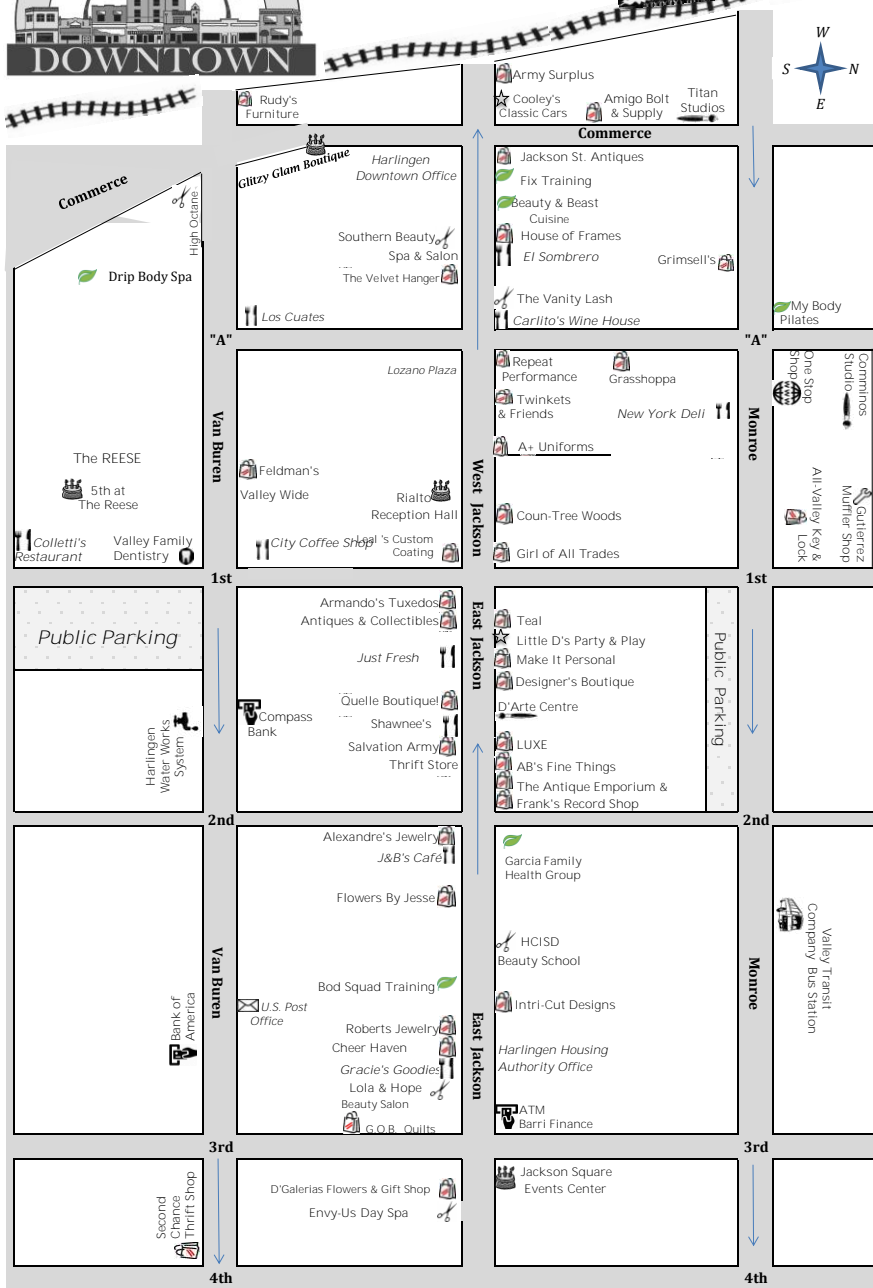 DOWNTOWN
W
S
N
E
Army Surplus
Cooley's
Classic Cars
Amigo Bolt
& Supply
Titan
Studios
Rudy's
Furniture
Commerce
Commerce
Glitzy Glam Boutique
Harlingen
Downtown Office
High Octane
Southern Beauty
Spa & Salon
The Velvet Hanger
Los Cuates
Drip Body Spa
Jackson St. Antiques
Fix Training
Beauty & Beast
Cuisine
House of Frames
El Sombrero
Grimsell's
The Vanity Lash
Carlito's Wine House
My Body
Pilates
"A"
"A"
Van Buren
Lozano Plaza
Feldman's
Valley Wide
Rialto
Reception Hall
City Coffee Shop
Leal 's Custom
Coating
The REESE
5th at
The Reese
Colletti's
Restaurant
Valley Family
Dentistry
West Jackson
Repeat
Performance
Grasshoppa
Twinkets
& Friends
New York Deli
A+ Uniforms
Coun-Tree Woods
Girl of All Trades
Monroe
One Stop
Shop
Comminos
Studio
All-Valley Key &
Lock
Gutierrez
Muffler Shop
1st
1st
Public Parking
Harlingen
Water Works
System
Armando's Tuxedos
Antiques & Collectibles
Just Fresh
Quelle Boutique!
Compass
Bank
Shawnee's
Salvation Army
Thrift Store
East Jackson
Teal
Little D's Party & Play
Make It Personal
Designer's Boutique
D'Arte Centre
LUXE
AB's Fine Things
The Antique Emporium &
Frank's Record Shop
Public Parking
2nd
2nd
Van Buren
Bank of
America
Alexandre's Jewelry
J&B's Café
Flowers By Jesse
Bod Squad Training
U.S. Post
Office
Roberts Jewelry
Cheer Haven
Gracie's Goodies
Lola & Hope
Beauty Salon
G.O.B. Quilts
East Jackson
Garcia Family
Health Group
HCISD
Beauty School
Intri-Cut Designs
Harlingen Housing
Authority Office
ATM
Barri Finance
Monroe
Valley Transit
Company Bus Station
3rd
3rd
Second
Chance
Thrift Shop
D'Galerias Flowers & Gift Shop
Envy-Us Day Spa
Jackson Square
Events Center
4th
4th